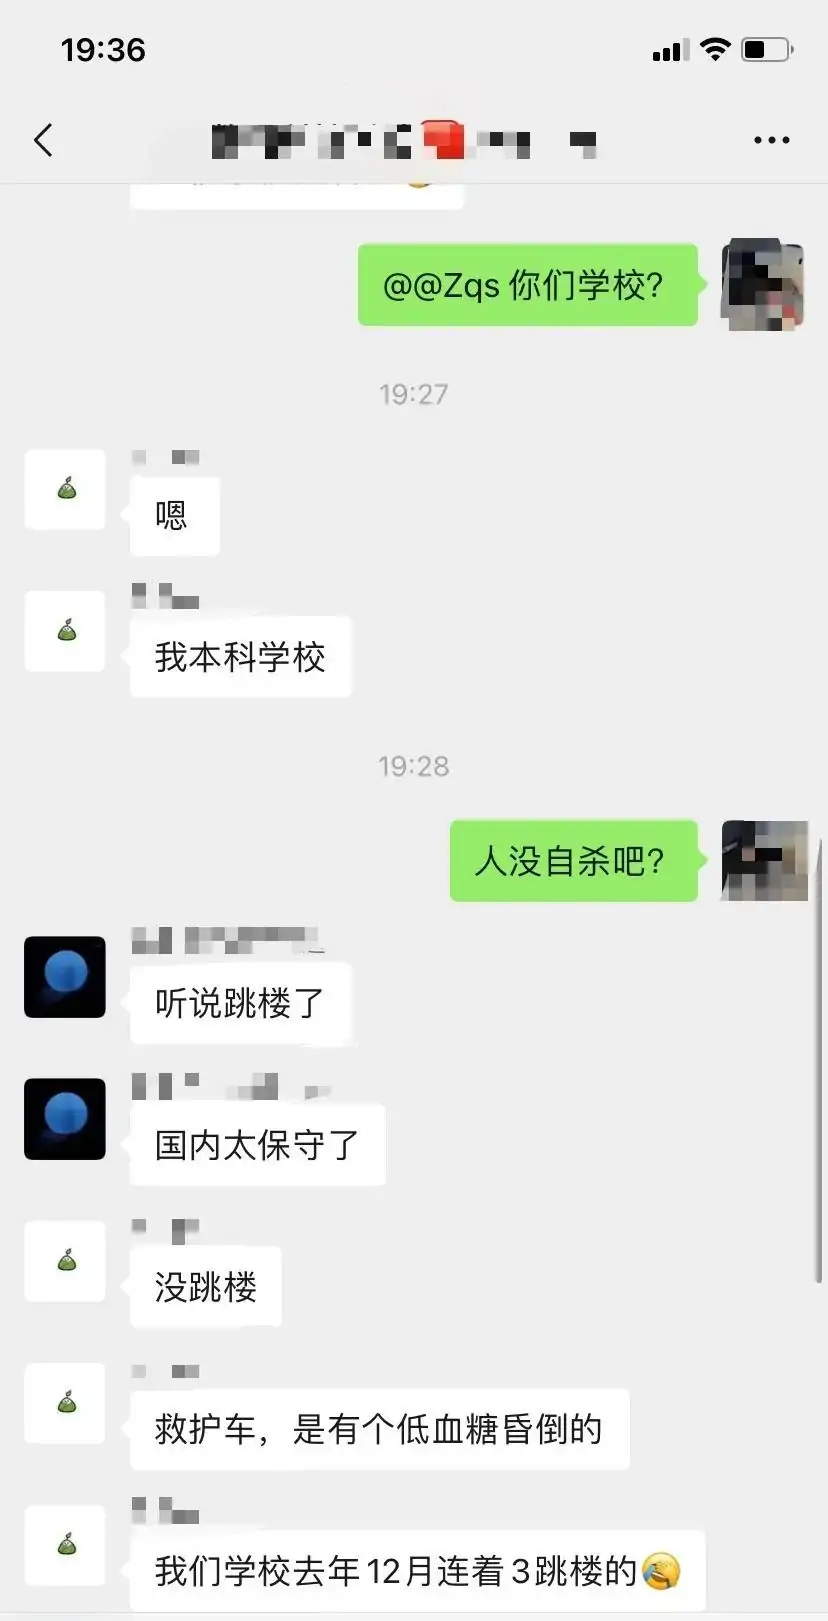 19:36
@@Zqs 你们学校?
19:27
嗯
我本科学校
19:28
人没自杀吧?
听说跳楼了
国内太保守了
没跳楼
救护车，是有个低血糖昏倒的
我们学校去年12月连着3跳楼的🤣